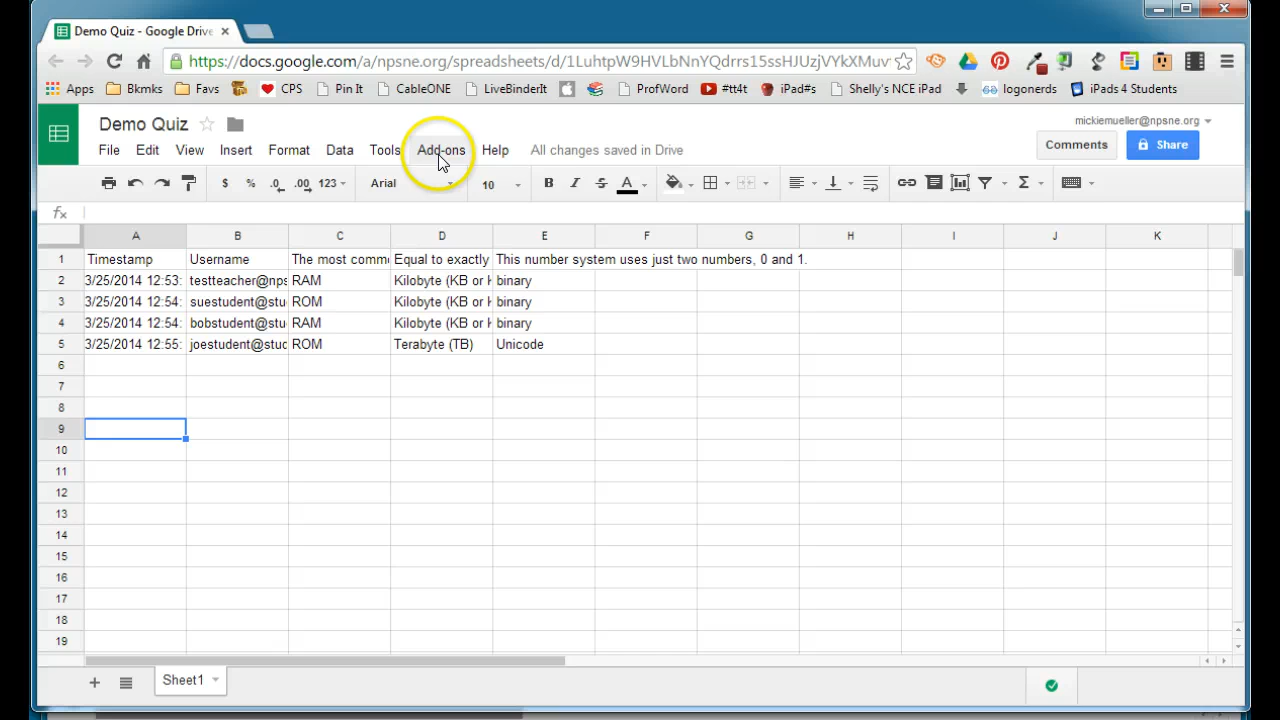 Demo Quiz - Google Drive
https://docs.google.com/a/npsne.org/spreadsheets/d/1LuhtpW9HVLbNnYQdrrs15ssHJUzjVYkXMuv
Apps Bkmks Favs CPS Pin It CableONE LiveBinderIt ProfWord #tt4t iPad#s Shelly'sNCE iPad logonerds iPads 4 Students
Demo Quiz
mickiemueller@npsne.org
Comments Share
File Edit View Insert Format Data Tools Add-ons Help All changes saved in Drive
$ % .0 .00 123 Arial 10 B I S A Σ
fx
A B C D E F G H I J K
1 Timestamp Username The most commo Equal to exactly This number system uses just two numbers, 0 and 1.
2 3/25/2014 12:53: testteacher@nps RAM Kilobyte (KB or k binary
3 3/25/2014 12:54: suestudent@stu ROM Kilobyte (KB or k binary
4 3/25/2014 12:54: bobstudent@stu RAM Kilobyte (KB or k binary
5 3/25/2014 12:55: joestudent@stud ROM Terabyte (TB) Unicode
6
7
8
9
10
11
12
13
14
15
16
17
18
19
Sheet1